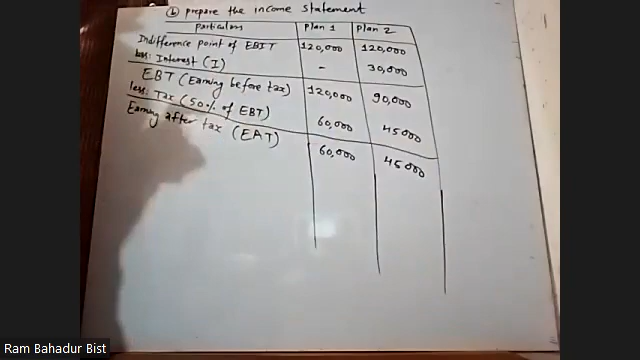 (b) prepare the income statement
particulars Plan 1 Plan 2
Indifference point of EBIT 120,000 120,000
less: Interest (I) - 30,000
EBT (Earning before tax) 120,000 90,000
less: Tax (50% of EBT) 60,000 45000
Earning after tax (EAT) 60,000 45000
Ram Bahadur Bist